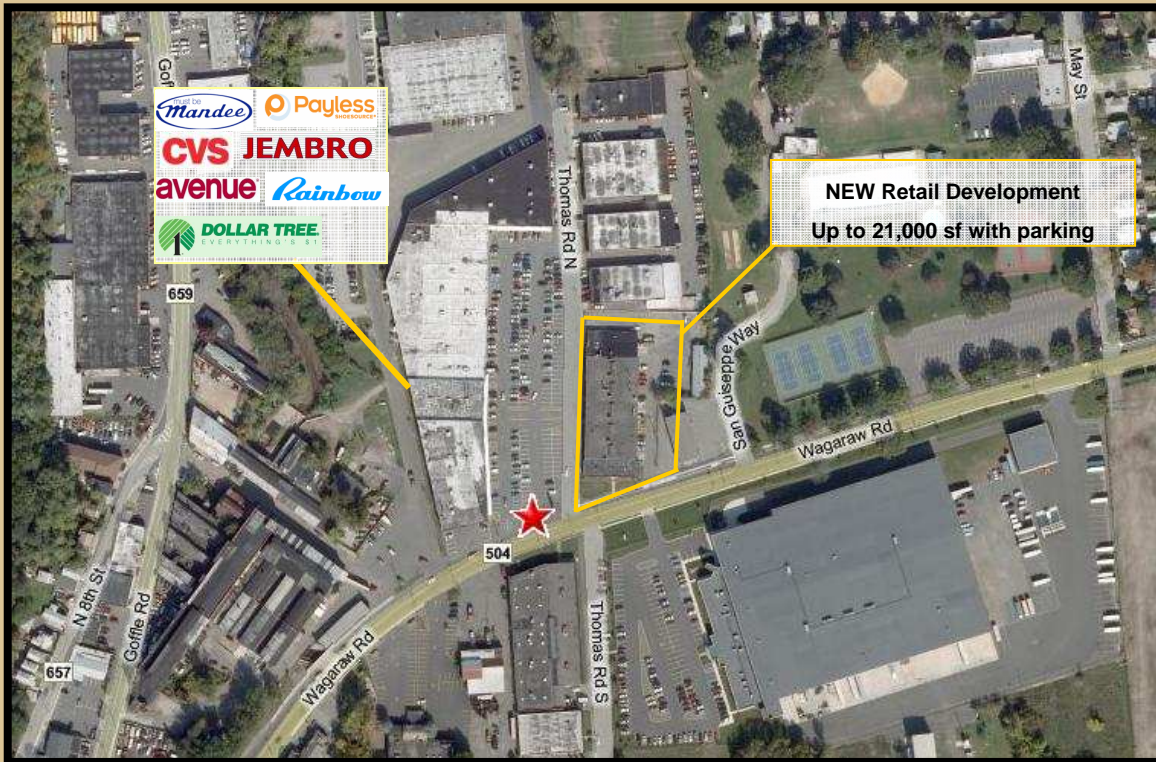 Gof
May St
must be
Mandee
Payless
SHOESOURCE
CVS
JEMBRO
avenue
Rainbow
DOLLAR TREE.
EVERYTHING'S $1
NEW Retail Development
Up to 21,000 sf with parking
Thomas Rd N
659
San Guiseppe Way
Wagaraw Rd
504
N 8th St
Goffle Rd
Thomas Rd S
657
Wagaraw Rd